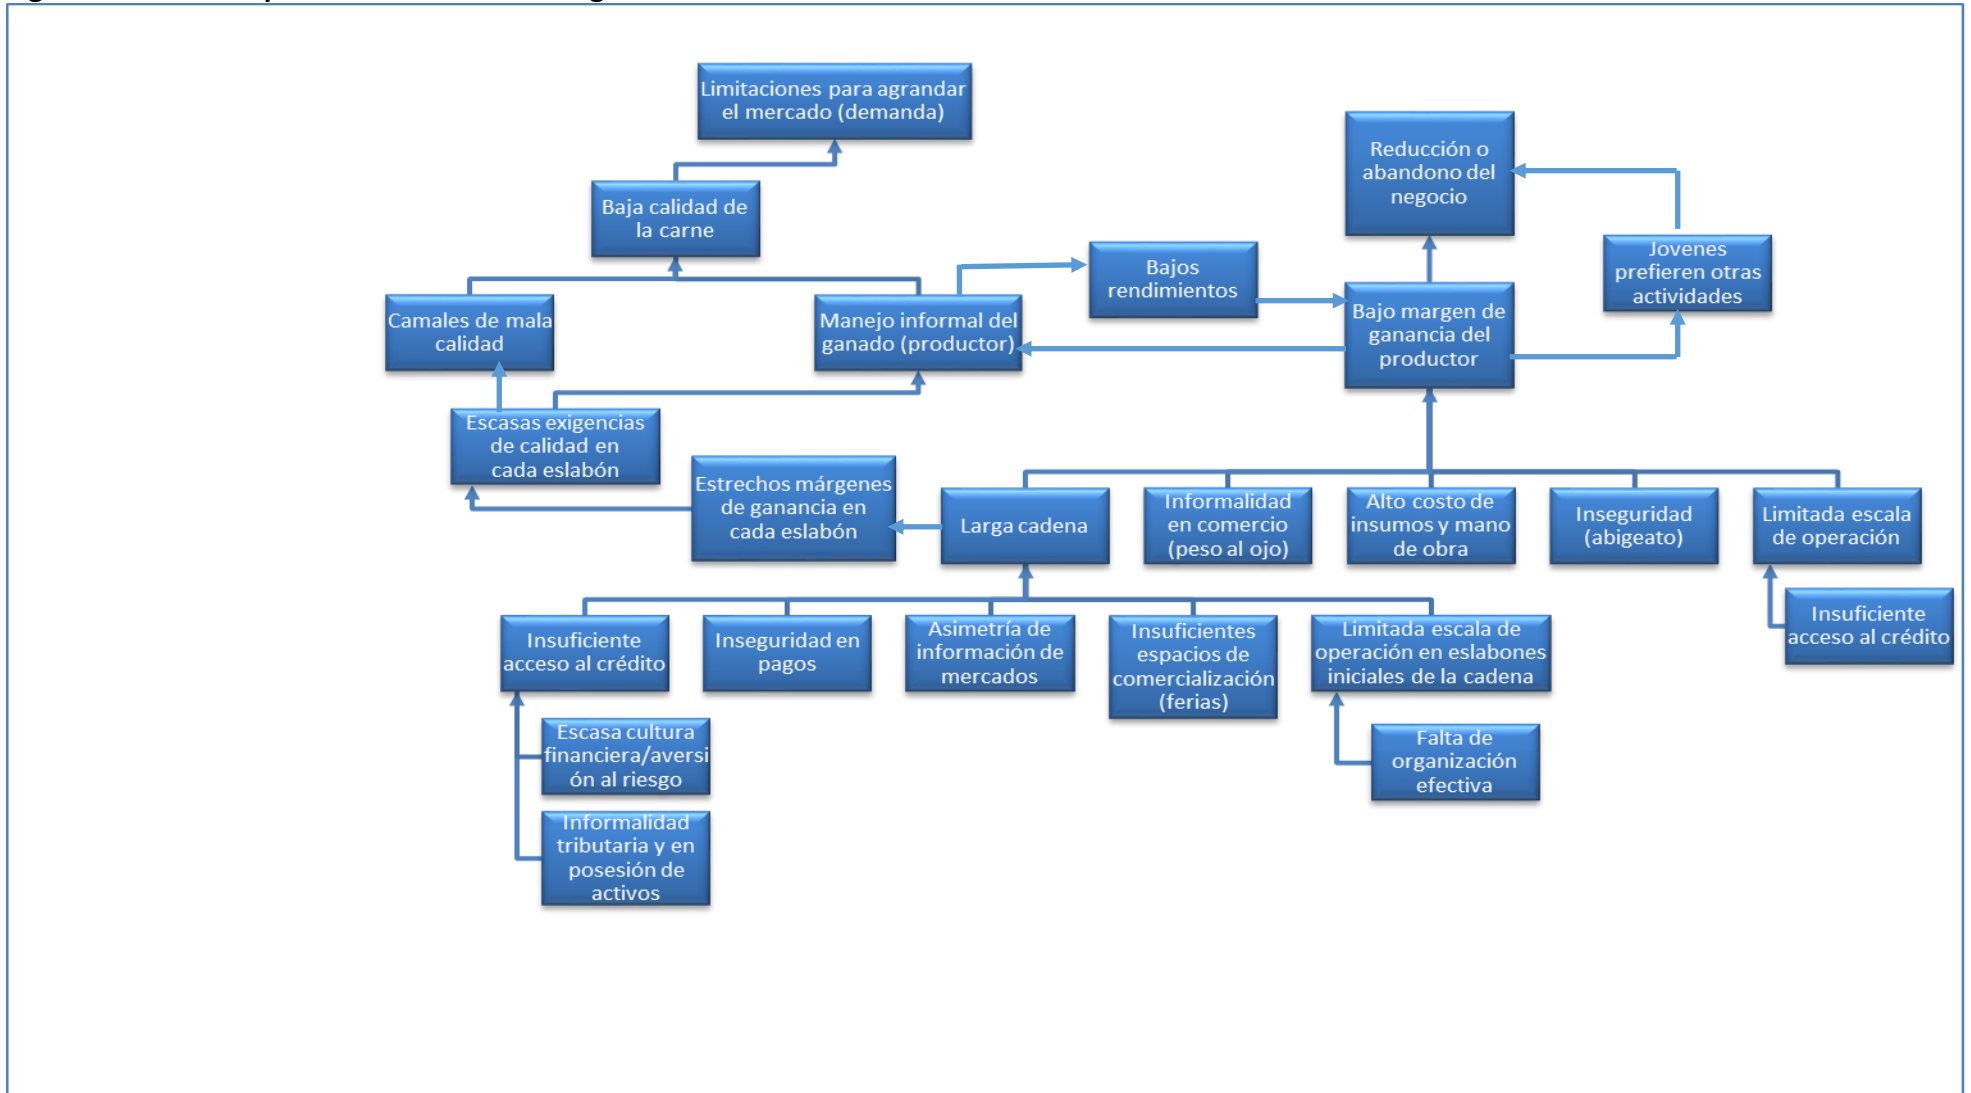 Limitaciones para agrandar
el mercado (demanda)
Reducción o
abandono del
negocio
Baja calidad de
la carne
Jovenes
prefieren otras
actividades
Bajos
rendimientos
Camales de mala
calidad
Manejo informal del
ganado (productor)
Bajo margen de
ganancia del
productor
Escasas exigencias
de calidad en
cada eslabón
Estrechos márgenes
de ganancia en
cada eslabón
Larga cadena
Informalidad
en comercio
(peso al ojo)
Alto costo de
insumos y mano
de obra
Inseguridad
(abigeato)
Limitada escala
de operación
Insuficiente
acceso al crédito
Insuficiente
acceso al crédito
Inseguridad en
pagos
Asimetría de
información de
mercados
Insuficientes
espacios de
comercialización
(ferias)
Limitada escala de
operación en eslabones
iniciales de la cadena
Escasa cultura
financiera/aversi
ón al riesgo
Falta de
organización
efectiva
Informalidad
tributaria y en
posesión de
activos